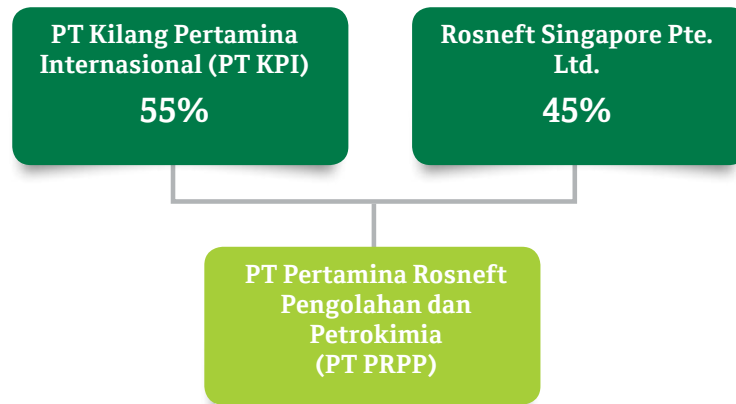 PT Kilang Pertamina
Internasional (PT KPI)
55%
Rosneft Singapore Pte.
Ltd.
45%
PT Pertamina Rosneft
Pengolahan dan
Petrokimia
(PT PRPP)